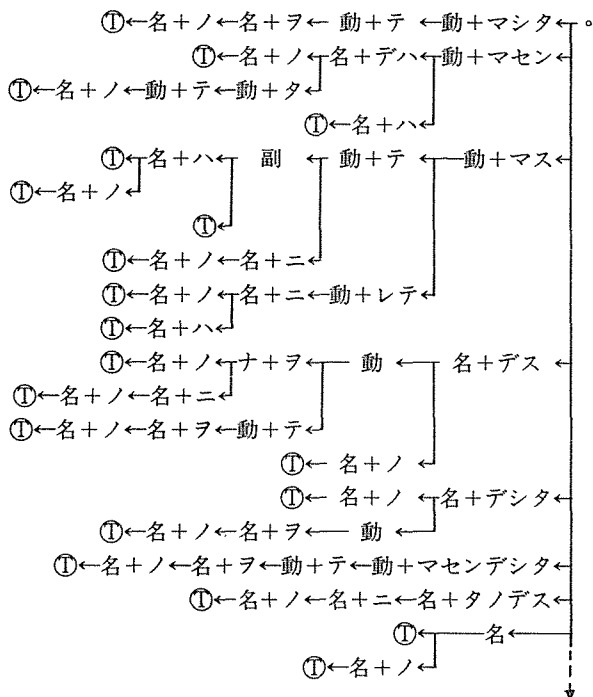 Ⓣ←名+ノ←名+ヲ←動+テ←動+マシタ←。
Ⓣ←名+ノ←名+デハ←動+マセン
Ⓣ←名+ノ←動+テ←動+タ←
Ⓣ←名+ハ←
Ⓣ←名+ハ←副←動+テ←動+マス←
Ⓣ←名+ノ←
Ⓣ←
Ⓣ←名+ノ←名+ニ←
Ⓣ←名+ノ←名+ニ←動+レテ←
Ⓣ←名+ハ←
Ⓣ←名+ノ←ナ+ヲ←動←名+デス←
Ⓣ←名+ノ←名+ニ←
Ⓣ←名+ノ←名+ヲ←動+テ←
Ⓣ←名+ノ←
Ⓣ←名+ノ←名+デシタ←
Ⓣ←名+ノ←名+ヲ←動←
Ⓣ←名+ノ←名+ヲ←動+テ←動+マセンデシタ←
Ⓣ←名+ノ←名+ニ←名+タノデス←
Ⓣ←名←
Ⓣ←名+ノ←